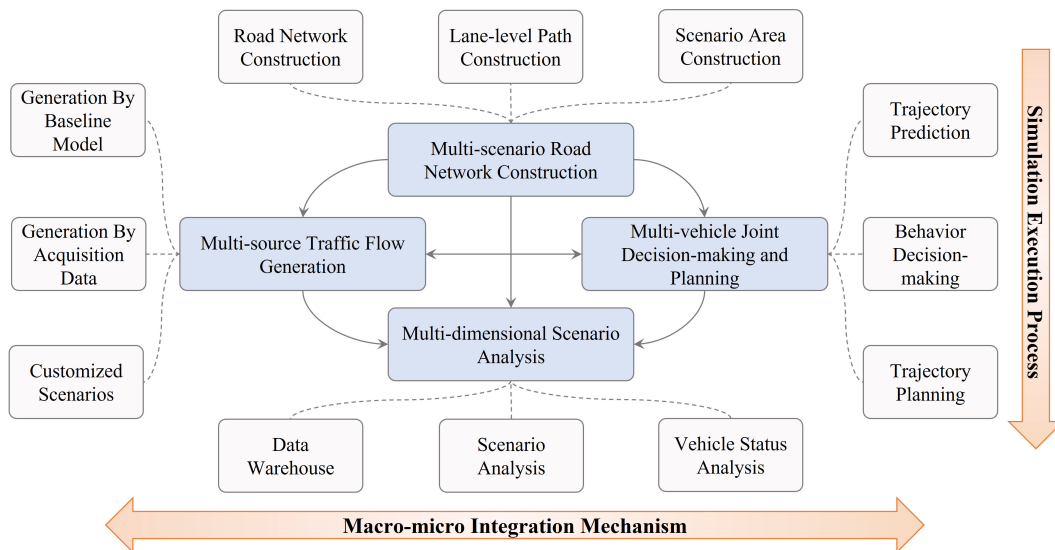 Road Network
Construction
Lane-level Path
Construction
Scenario Area
Construction
Generation By
Baseline
Model
Multi-scenario Road
Network Construction
Trajectory
Prediction
Generation By
Acquisition
Data
Multi-source Traffic Flow
Generation
Multi-vehicle Joint
Decision-making and
Planning
Behavior
Decision-
making
Multi-dimensional Scenario
Analysis
Customized
Scenarios
Trajectory
Planning
Data
Warehouse
Scenario
Analysis
Vehicle Status
Analysis
Simulation Execution Process
Macro-micro Integration Mechanism